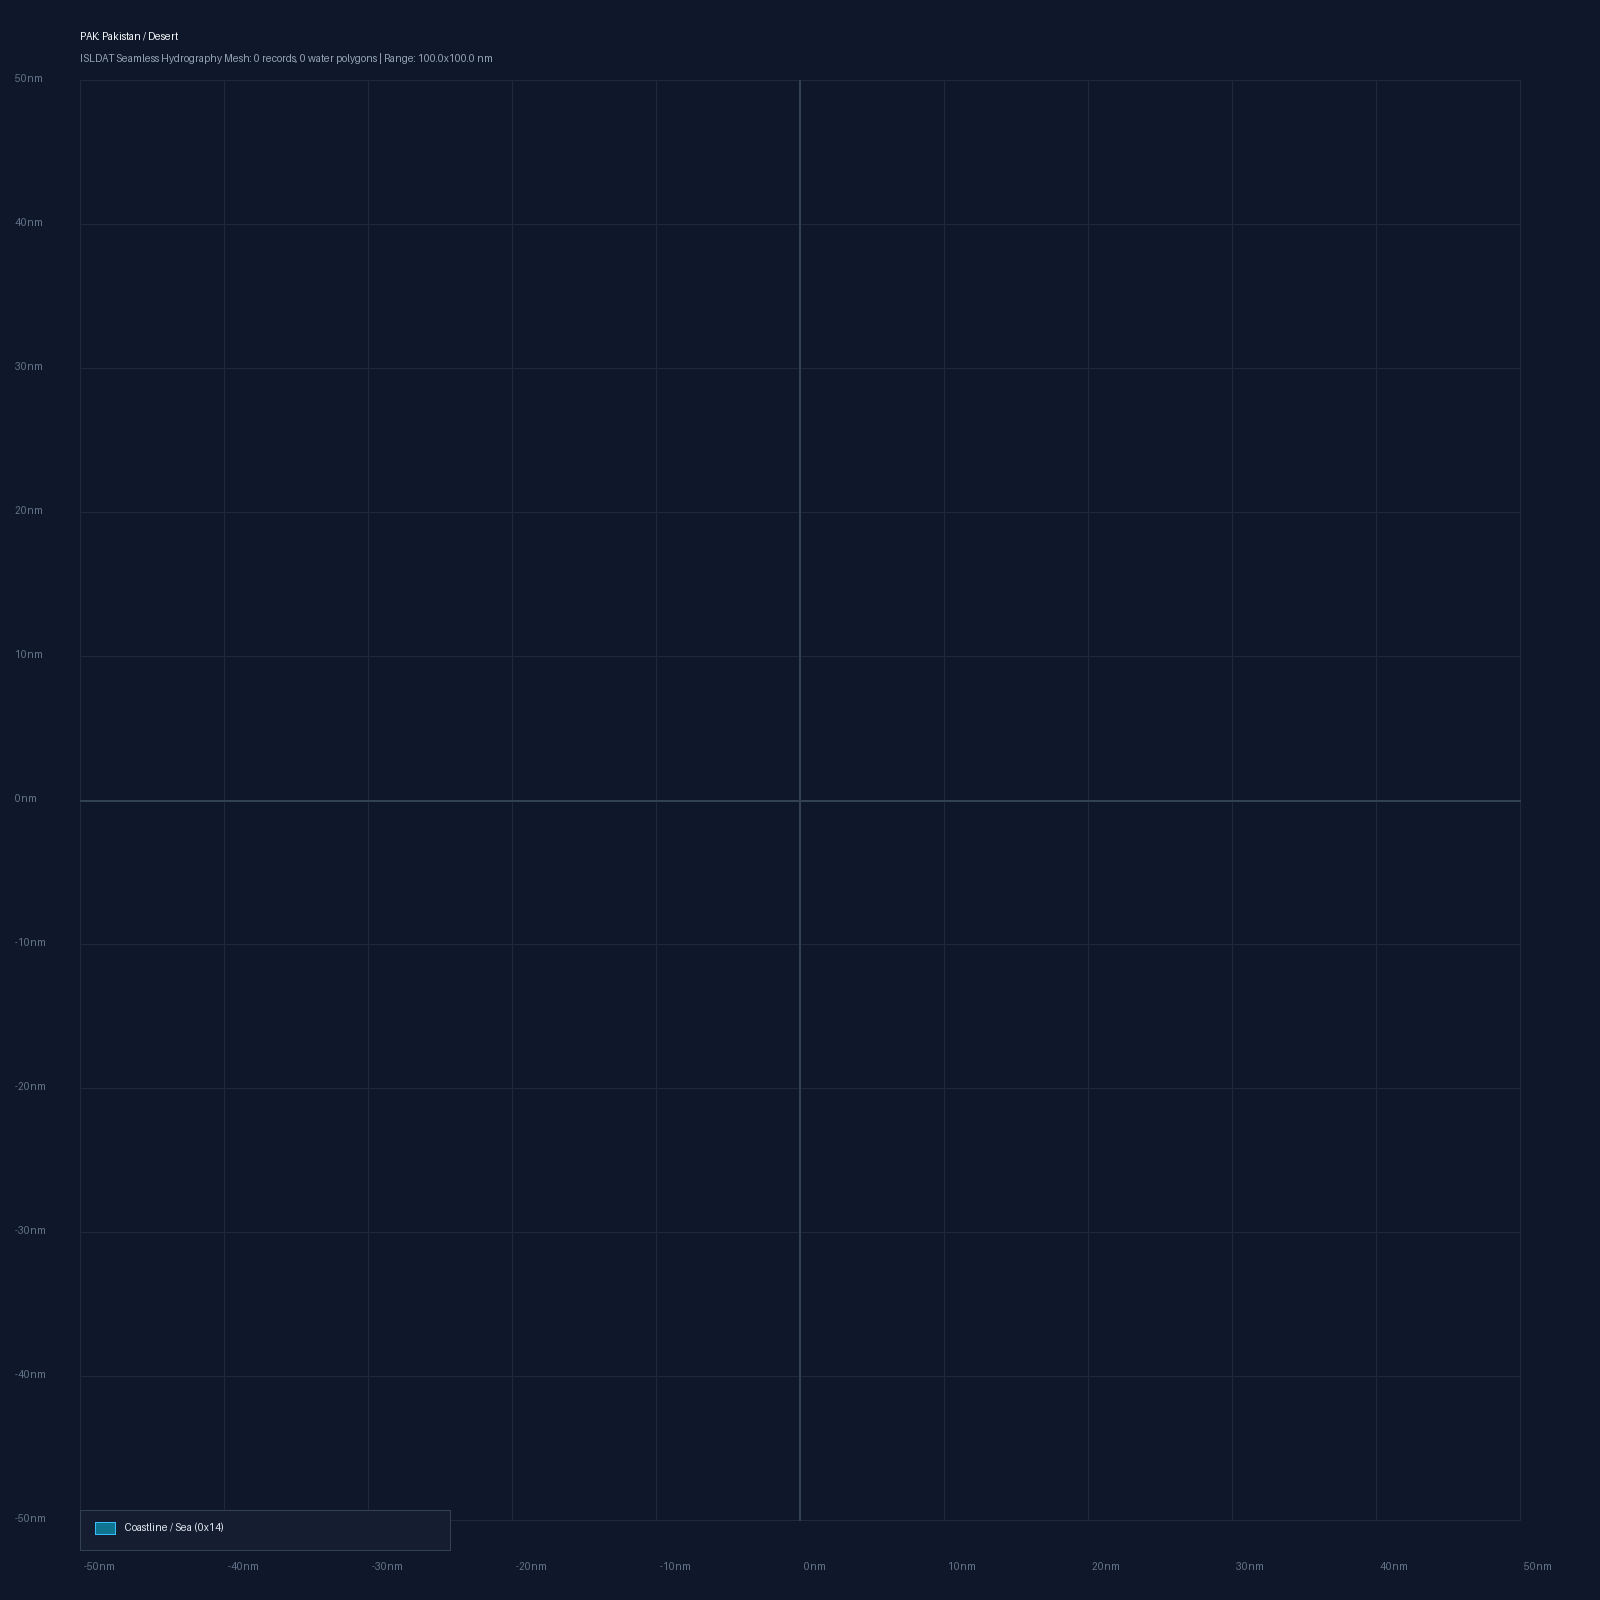 PAK: Pakistan / Desert
ISLDAT Seamless Hydrography Mesh: 0 records, 0 water polygons | Range: 100.0x100.0 nm
50nm
40nm
30nm
20nm
10nm
0nm
-10nm
-20nm
-30nm
-40nm
-50nm
Coastline / Sea (0x14)
-50nm -40nm -30nm -20nm -10nm 0nm 10nm 20nm 30nm 40nm 50nm